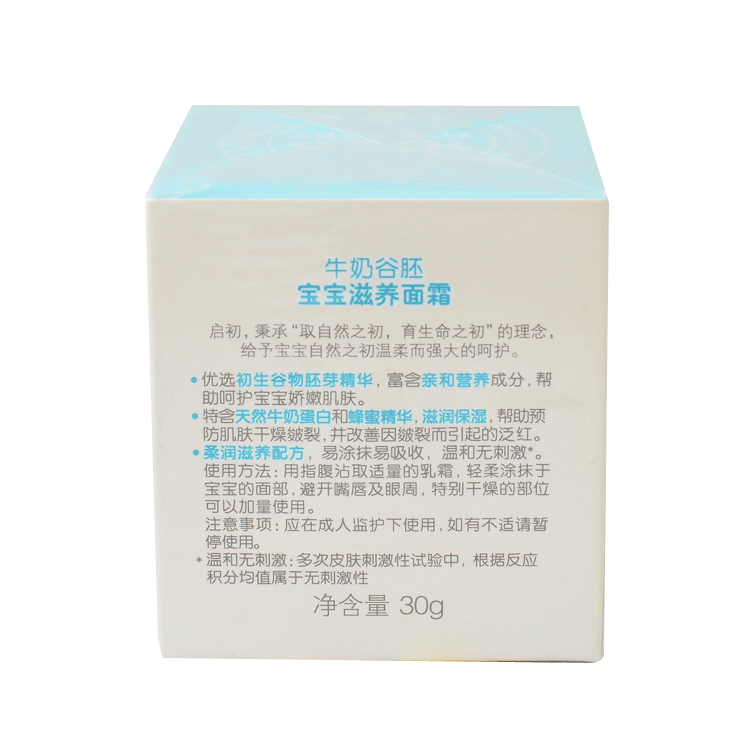 牛奶谷胚
宝宝滋养面霜
启初，秉承“取自然之初，育生命之初”的理念，
给予宝宝自然之初温柔而强大的呵护。
•优选初生谷物胚芽精华，富含亲和营养成分，帮
助呵护宝宝娇嫩肌肤。
•特含天然牛奶蛋白和蜂蜜精华，滋润保湿，帮助预
防肌肤干燥皴裂，并改善因皴裂而引起的泛红。
•柔润滋养配方，易涂抹易吸收，温和无刺激*。
使用方法：用指腹沾取适量的乳霜，轻柔涂抹于
宝宝的面部，避开嘴唇及眼周，特别干燥的部位
可以加量使用。
注意事项：应在成人监护下使用，如有不适请暂
停使用。
*温和无刺激：多次皮肤刺激性试验中，根据反应
积分均值属于无刺激性
净含量 30g